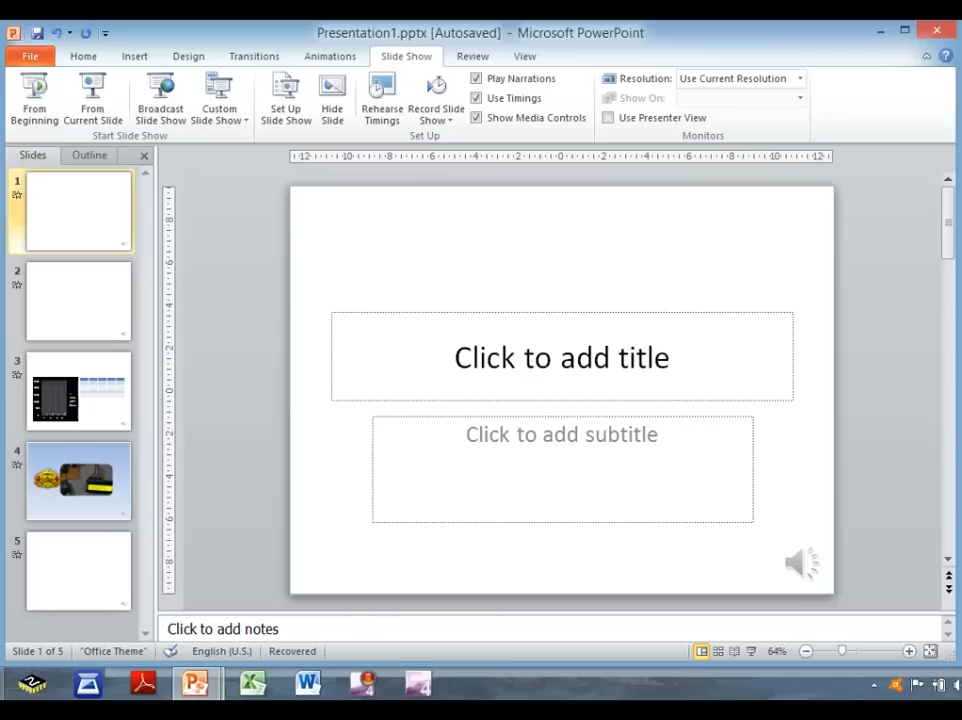 Presentation1.pptx [Autosaved] - Microsoft PowerPoint
File Home Insert Design Transitions Animations Slide Show Review View
From Beginning
From Current Slide
Broadcast Slide Show
Custom Slide Show
Set Up Slide Show
Hide Slide
Rehearse Timings
Record Slide Show
Play Narrations
Use Timings
Show Media Controls
Resolution: Use Current Resolution
Show On:
Use Presenter View
Start Slide Show
Set Up
Monitors
Slides Outline
1
2
3
4
5
Click to add title
Click to add subtitle
Click to add notes
Slide 1 of 5 "Office Theme" English (U.S.) Recovered 64%